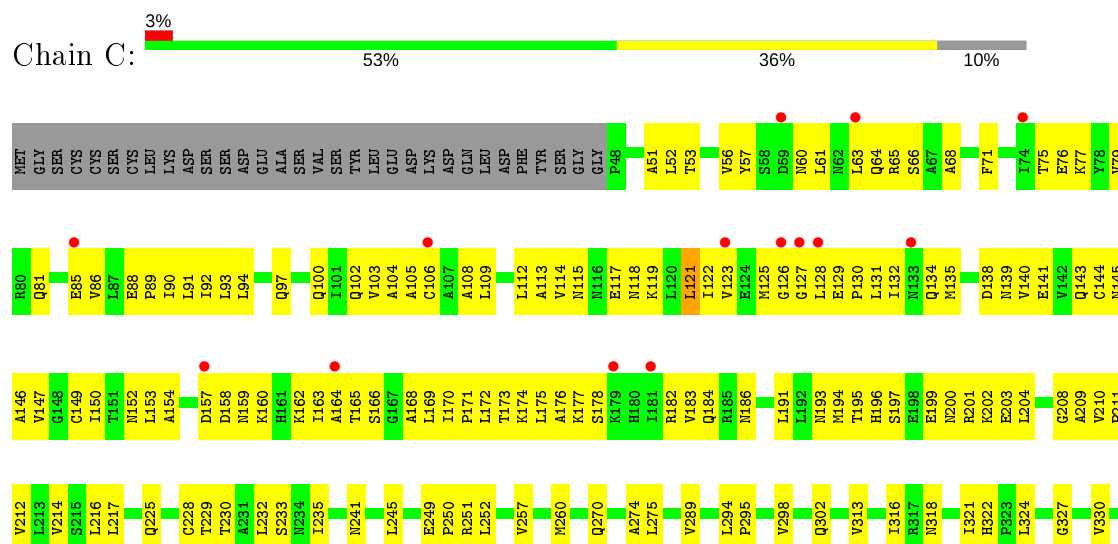 3%
Chain C:
53% 36% 10%
MET GLY SER CYS CYS SER CYS LEU LYS ASP SER SER ASP GLU ALA SER VAL SER TYR LEU GLU ASP LYS ASP GLN LEU ASP PHE TYR SER GLY GLY P48 A51 L52 T53 V56 Y57 S58 D59 N60 L61 N62 L63 Q64 R65 S66 A67 A68 F71 I74 T75 E76 K77 Y78 V79
R80 Q81 E85 V86 L87 E88 P89 I90 L91 I92 L93 L94 Q97 Q100 I101 Q102 V103 A104 A105 C106 A107 A108 L109 L112 A113 V114 N115 N116 E117 N118 K119 L120 L121 I122 V123 E124 M125 G126 G127 L128 E129 P130 L131 I132 N133 Q134 M135 D138 N139 V140 E141 V142 Q143 C144 N145
A146 V147 G148 C149 I150 T151 N152 L153 A154 D157 D158 N159 K160 H161 K162 I163 A164 T165 S166 G167 A168 L169 I170 P171 L172 T173 K174 L175 A176 K177 S178 K179 H180 I181 R182 V183 Q184 R185 N186 L191 L192 N193 M194 T195 H196 S197 E198 E199 N200 R201 K202 E203 L204 G208 A209 V210 P211
V212 L213 V214 S215 L216 L217 Q225 C228 T229 T230 A231 L232 S233 N234 I235 N241 L245 E249 P250 R251 L252 V257 M260 Q270 A274 L275 V289 L294 P295 V298 Q302 V313 I316 R317 N318 I321 H322 P323 L324 G327 V330